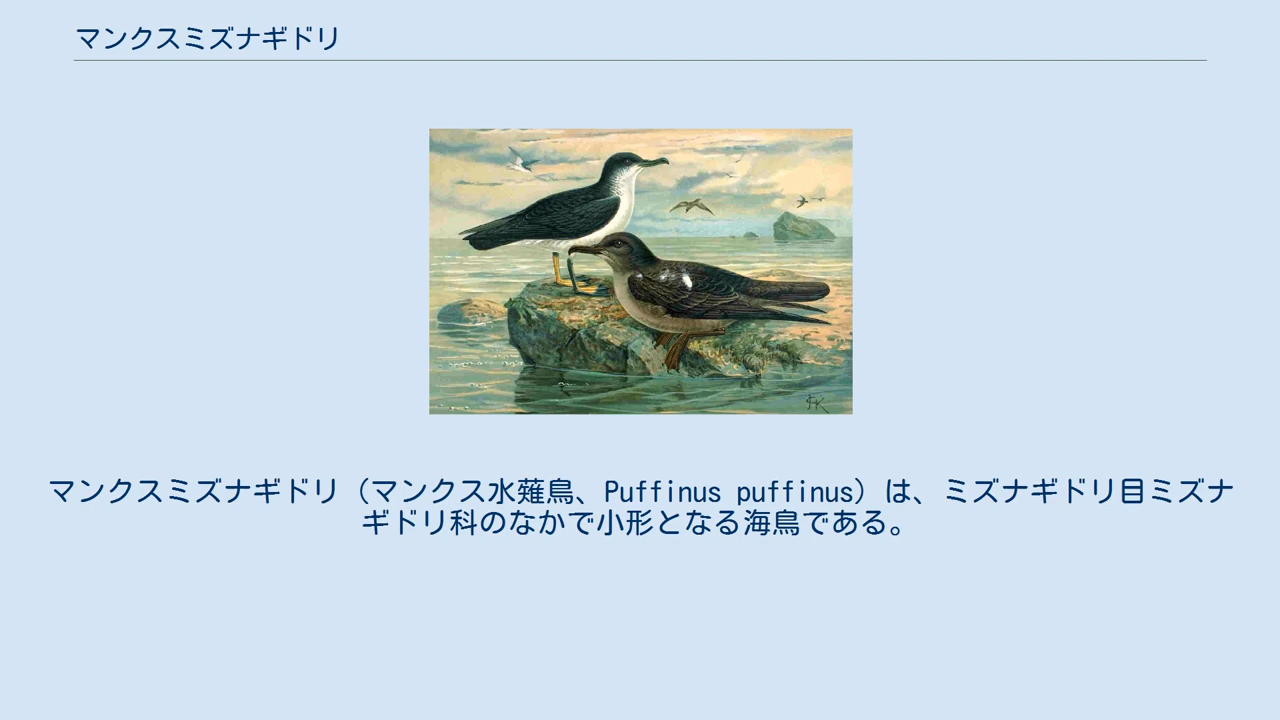 マンクスミズナギドリ
マンクスミズナギドリ（マンクス水薙鳥、Puffinus puffinus）は、ミズナギドリ目ミズナ
ギドリ科のなかで小形となる海鳥である。